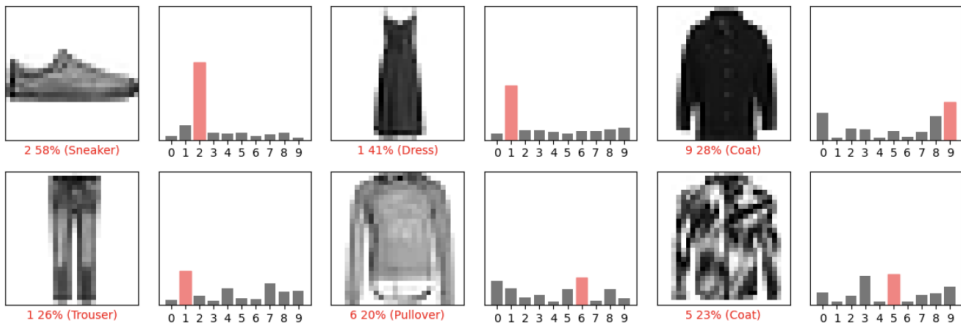 0 1 2 3 4 5 6 7 8 9
0 1 2 3 4 5 6 7 8 9
0 1 2 3 4 5 6 7 8 9
2 58% (Sneaker)
1 41% (Dress)
9 28% (Coat)
0 1 2 3 4 5 6 7 8 9
0 1 2 3 4 5 6 7 8 9
0 1 2 3 4 5 6 7 8 9
1 26% (Trouser)
6 20% (Pullover)
5 23% (Coat)